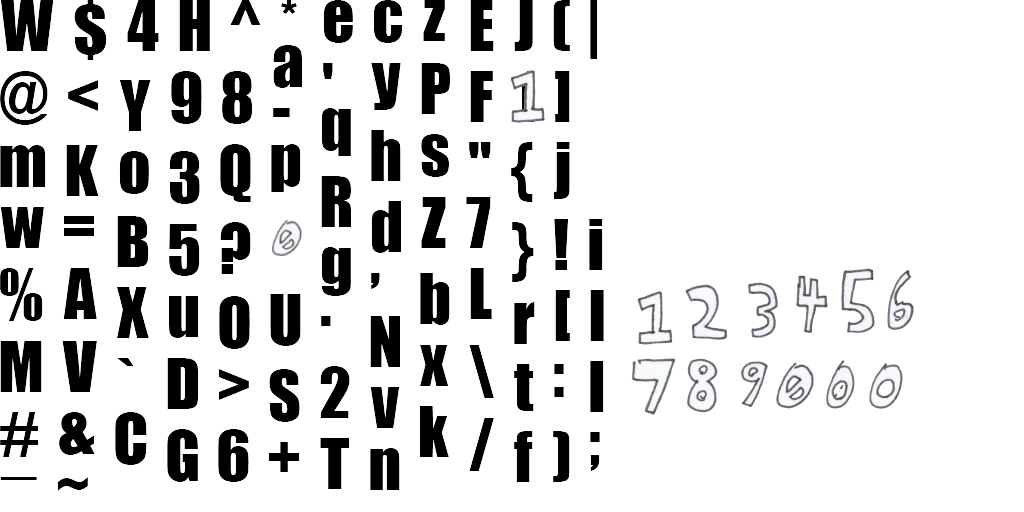 W $ 4 H ^ * e c z E J ( |
@ < Y 9 8 a ' y P F 1 ]
m K o 3 Q - q h s " { j
w = B 5 ? p R d Z 7 } ! i
% A X u 0 0 g , b L r [ l
M V ` D > U . N x \ t : I
# & C G 6 S 2 v k / f ) ;
_ ~ + T n
1 2 3 4 5 6
7 8 9 0 0 0